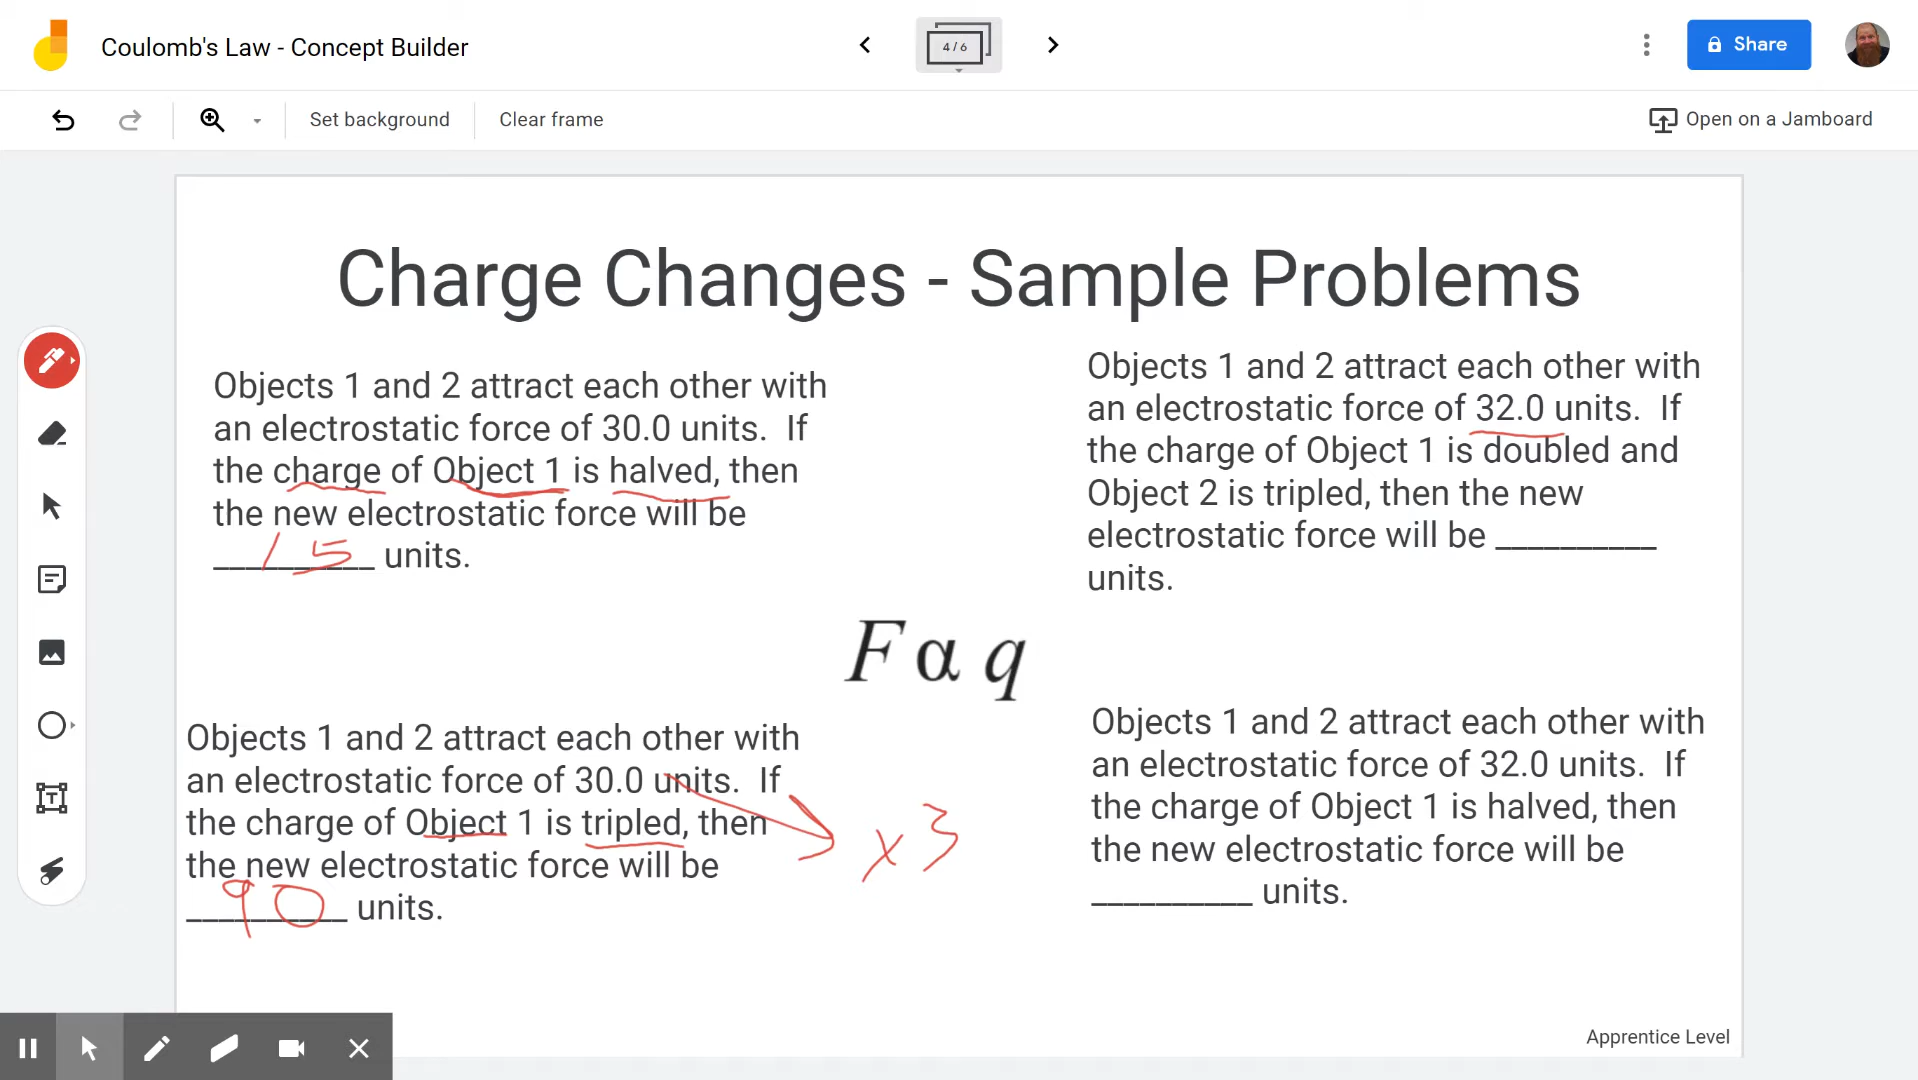 Coulomb's Law - Concept Builder
4 / 6
Share
Set background
Clear frame
Open on a Jamboard
Charge Changes - Sample Problems
Objects 1 and 2 attract each other with
an electrostatic force of 30.0 units.  If
the charge of Object 1 is halved, then
the new electrostatic force will be
15 units.
Objects 1 and 2 attract each other with
an electrostatic force of 32.0 units.  If
the charge of Object 1 is doubled and
Object 2 is tripled, then the new
electrostatic force will be __________
units.
F α q
Objects 1 and 2 attract each other with
an electrostatic force of 30.0 units.  If
the charge of Object 1 is tripled, then
the new electrostatic force will be
90 units.
x3
Objects 1 and 2 attract each other with
an electrostatic force of 32.0 units.  If
the charge of Object 1 is halved, then
the new electrostatic force will be
__________ units.
Apprentice Level